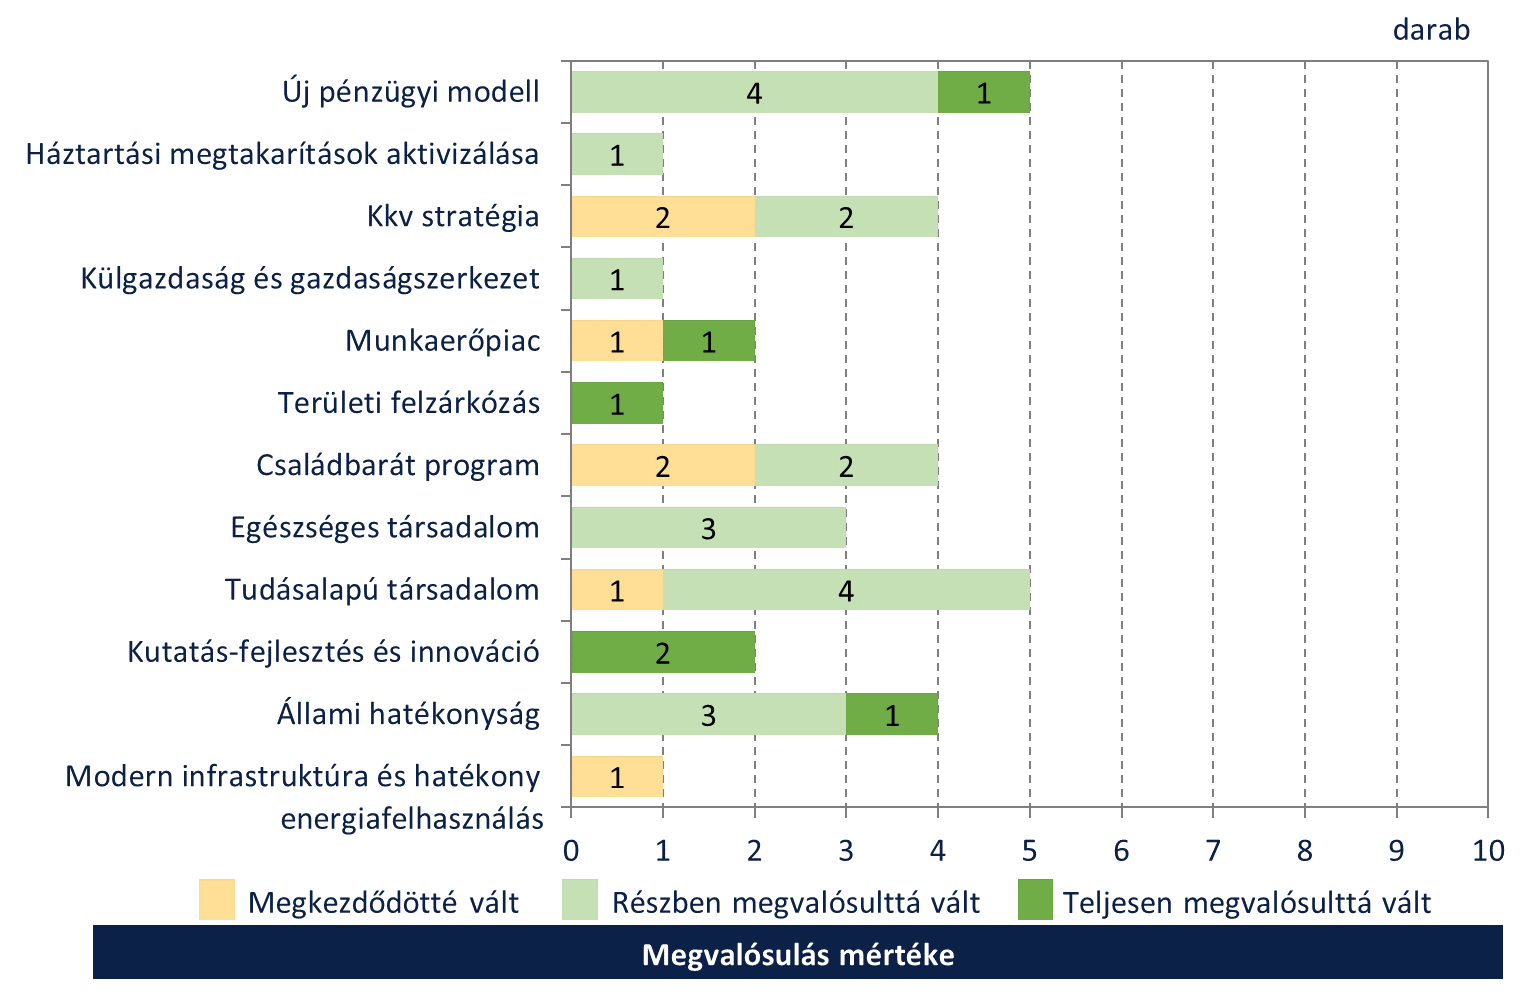 darab
Új pénzügyi modell 4 1
Háztartási megtakarítások aktivizálása 1
Kkv stratégia 2 2
Külgazdaság és gazdaságszerkezet 1
Munkaerőpiac 1 1
Területi felzárkózás 1
Családbarát program 2 2
Egészséges társadalom 3
Tudásalapú társadalom 1 4
Kutatás-fejlesztés és innováció 2
Állami hatékonyság 3 1
Modern infrastruktúra és hatékony 1
energiafelhasználás
0 1 2 3 4 5 6 7 8 9 10
Megkezdődötté vált Részben megvalósulttá vált Teljesen megvalósulttá vált
Megvalósulás mértéke